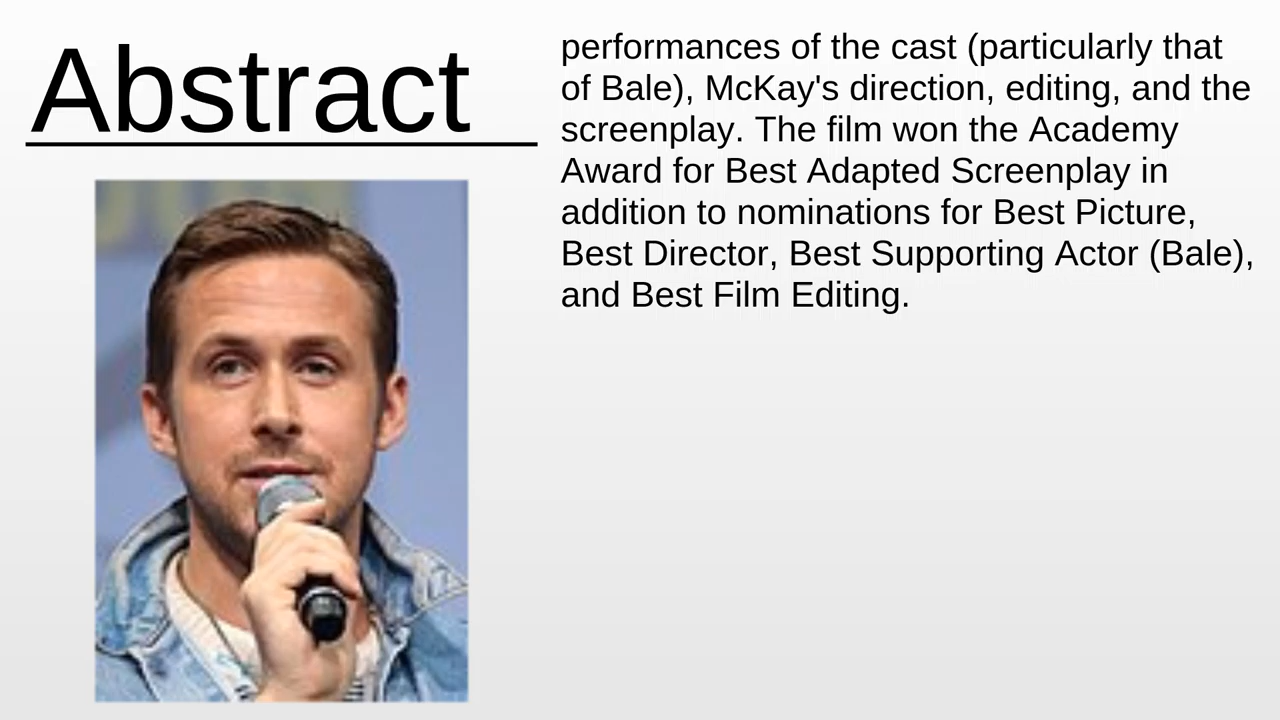 Abstract
performances of the cast (particularly that
of Bale), McKay's direction, editing, and the
screenplay. The film won the Academy
Award for Best Adapted Screenplay in
addition to nominations for Best Picture,
Best Director, Best Supporting Actor (Bale),
and Best Film Editing.